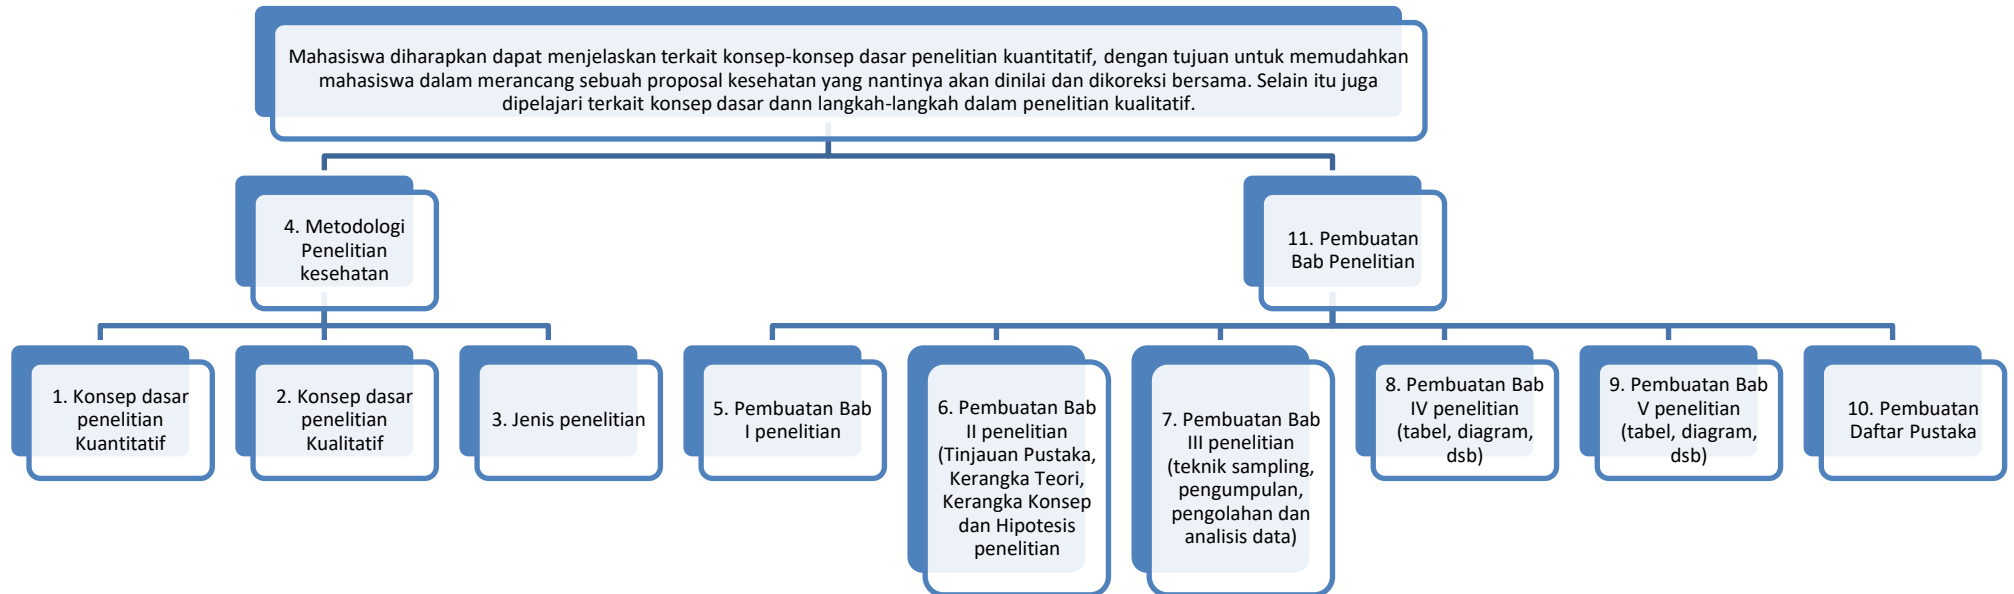 Mahasiswa diharapkan dapat menjelaskan terkait konsep-konsep dasar penelitian kuantitatif, dengan tujuan untuk memudahkan
mahasiswa dalam merancang sebuah proposal kesehatan yang nantinya akan dinilai dan dikoreksi bersama. Selain itu juga
dipelajari terkait konsep dasar dann langkah-langkah dalam penelitian kualitatif.
4. Metodologi
Penelitian
kesehatan
11. Pembuatan
Bab Penelitian
1. Konsep dasar
penelitian
Kuantitatif
2. Konsep dasar
penelitian
Kualitatif
3. Jenis penelitian
5. Pembuatan Bab
I penelitian
6. Pembuatan Bab
II penelitian
(Tinjauan Pustaka,
Kerangka Teori,
Kerangka Konsep
dan Hipotesis
penelitian
7. Pembuatan Bab
III penelitian
(teknik sampling,
pengumpulan,
pengolahan dan
analisis data)
8. Pembuatan Bab
IV penelitian
(tabel, diagram,
dsb)
9. Pembuatan Bab
V penelitian
(tabel, diagram,
dsb)
10. Pembuatan
Daftar Pustaka